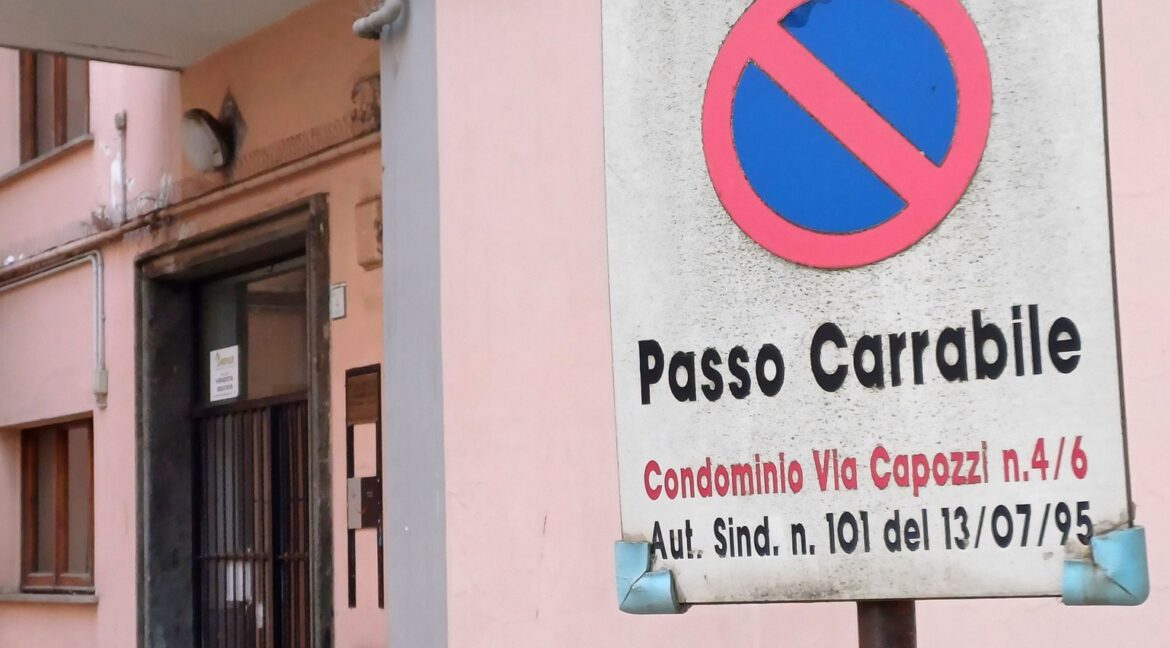 Passo Carrabile
Condominio Via Capozzi n.4/6
Aut. Sind. n. 101 del 13/07/95